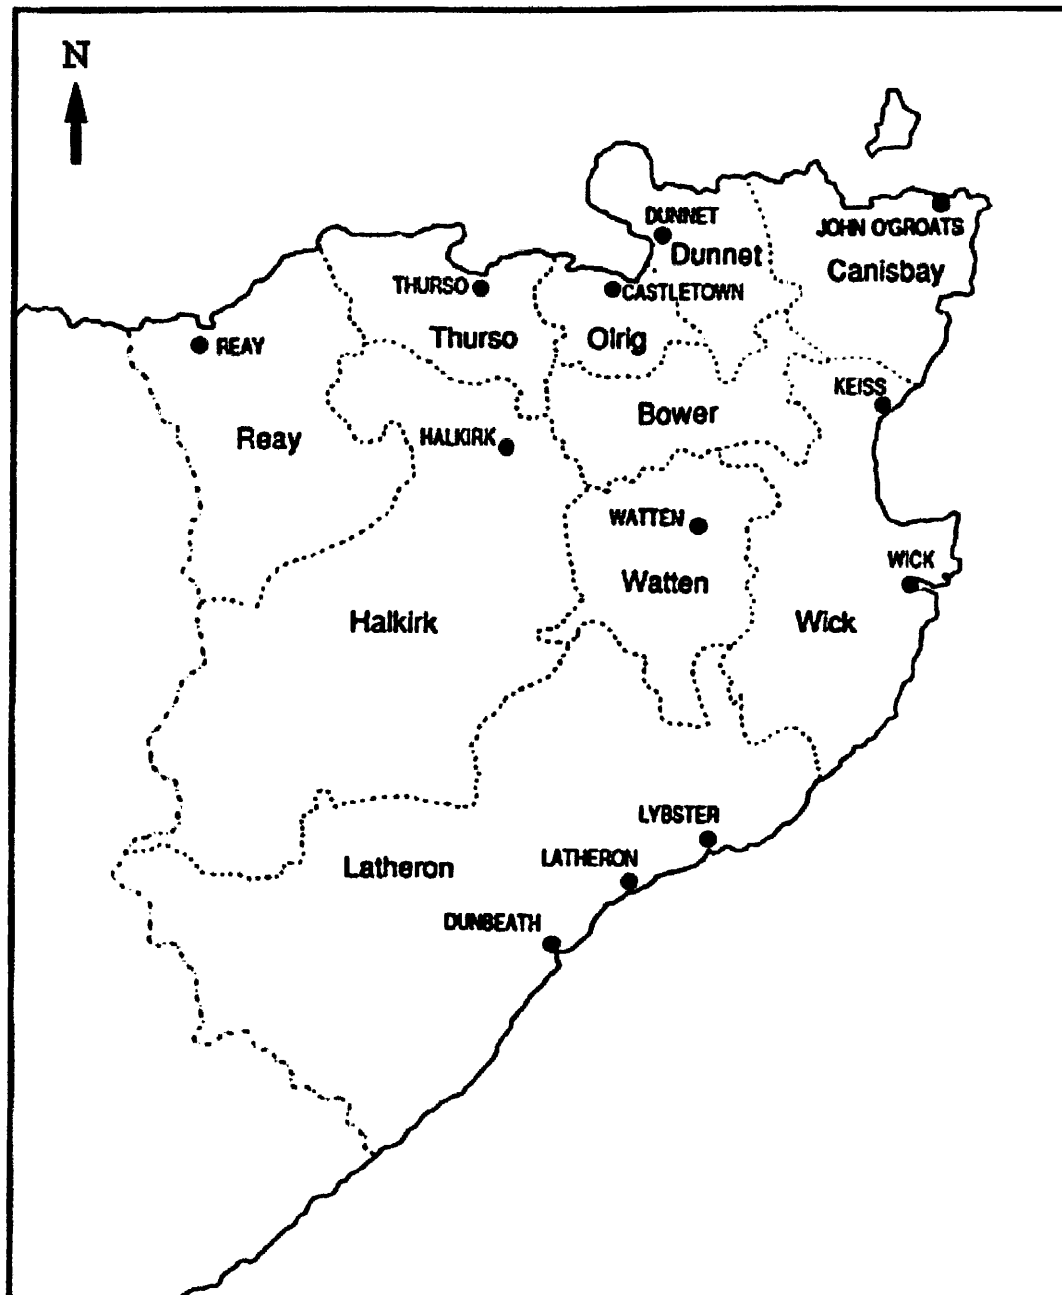 N
DUNNET
JOHN O'GROATS
Dunnet
Canisbay
THURSO
CASTLETOWN
Thurso
Olrig
REAY
KEISS
Bower
Reay
HALKIRK
WATTEN
WICK
Watten
Halkirk
Wick
LYBSTER
LATHERON
Latheron
DUNBEATH